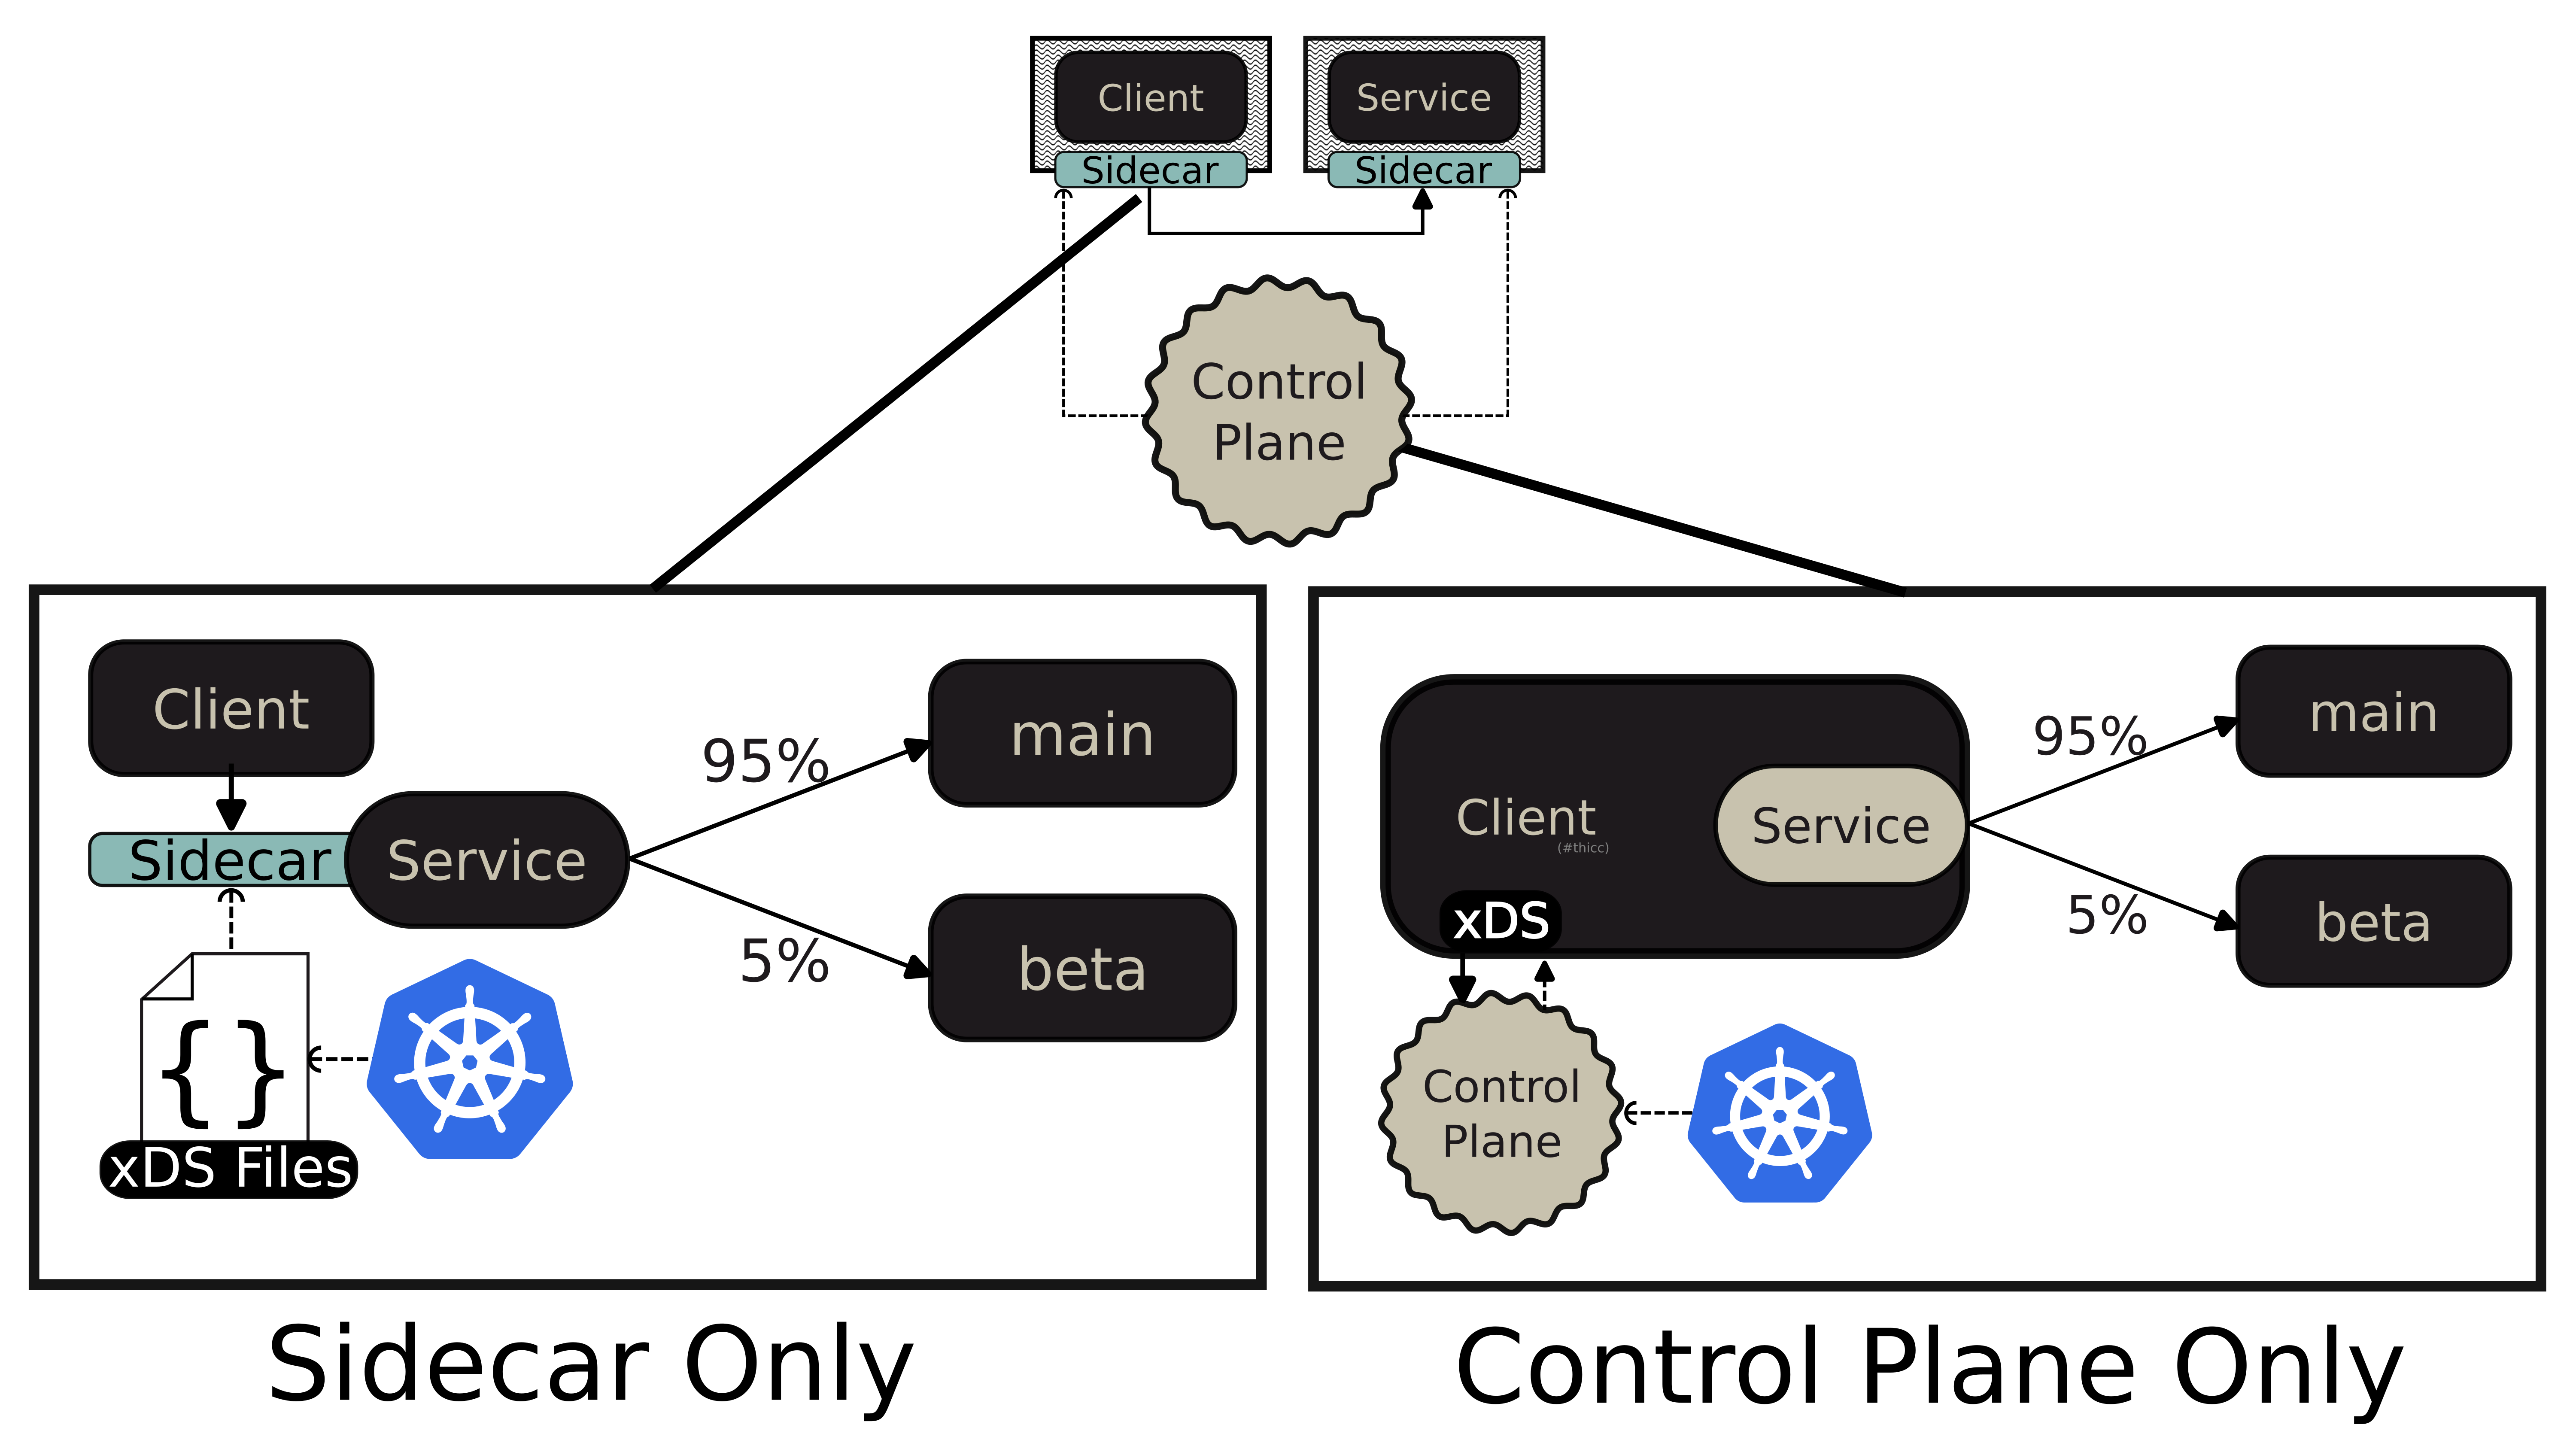 Client
Service
Sidecar
Sidecar
Control
Plane
Client
Sidecar
Service
95%
5%
main
beta
{}
xDS Files
Client
(#thicc)
Service
xDS
Control
Plane
95%
5%
main
beta
Sidecar Only
Control Plane Only